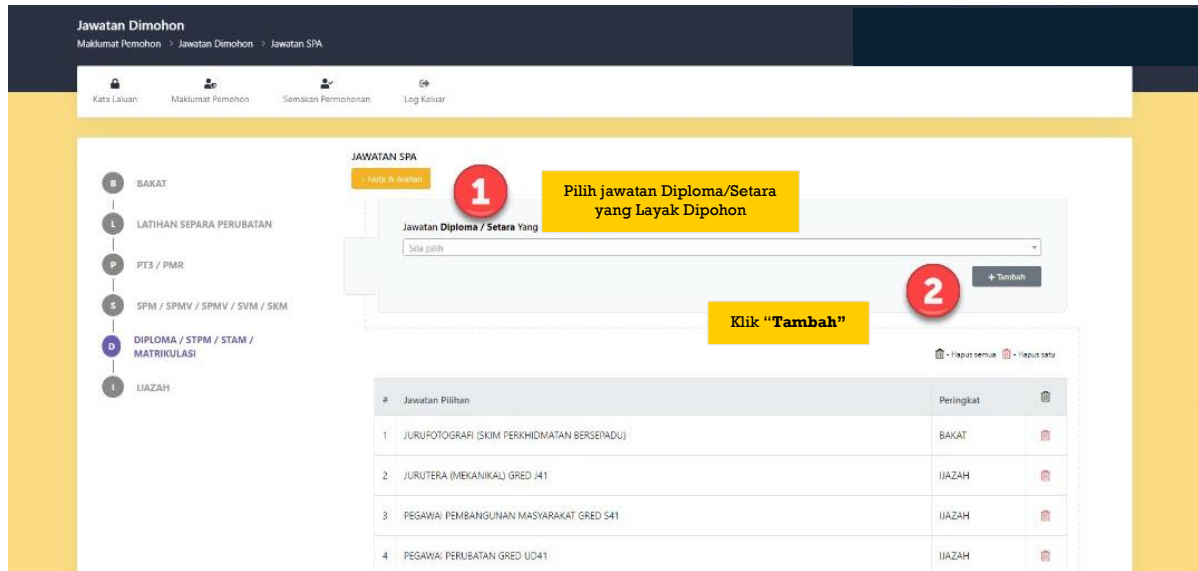 Jawatan Dimohon
Maklumat Pemohon > Jawatan Dimohon > Jawatan SPA
Kata Laluan Maklumat Pemohon Semakan Permohonan Log Keluar
JAWATAN SPA
+ Nota & Arahan
1
Pilih jawatan Diploma/Setara
yang Layak Dipohon
Jawatan Diploma / Setara Yang
Sila pilih
+ Tambah
2
Klik “Tambah”
B BAKAT
L LATIHAN SEPARA PERUBATAN
P PT3 / PMR
S SPM / SPMV / SPMV / SVM / SKM
D DIPLOMA / STPM / STAM /
MATRIKULASI
I IJAZAH
- Hapus semua - Hapus satu
# Jawatan Pilihan Peringkat
1 JURUFOTOGRAFI (SKIM PERKHIDMATAN BERSEPADU) BAKAT
2 JURUTERA (MEKANIKAL) GRED J41 IJAZAH
3 PEGAWAI PEMBANGUNAN MASYARAKAT GRED S41 IJAZAH
4 PEGAWAI PERUBATAN GRED UD41 IJAZAH